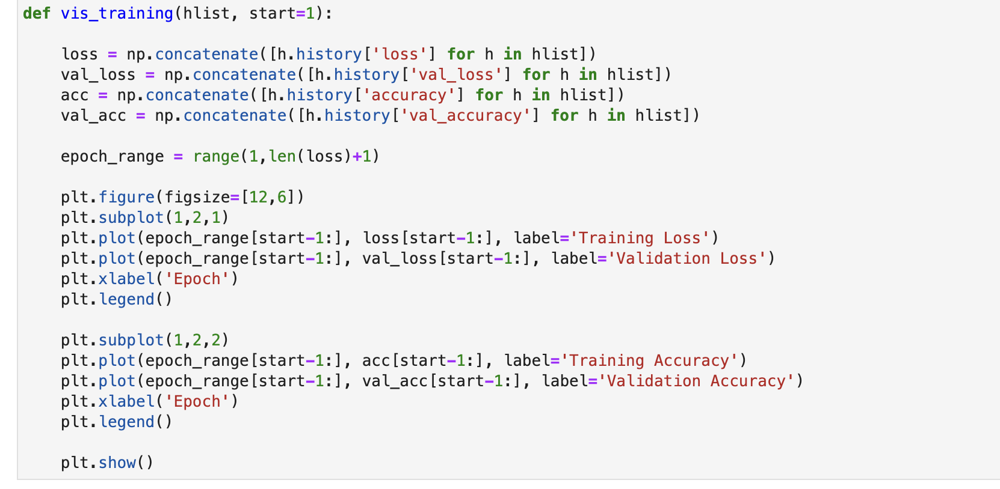 def vis_training(hlist, start=1):
    loss = np.concatenate([h.history['loss'] for h in hlist])
    val_loss = np.concatenate([h.history['val_loss'] for h in hlist])
    acc = np.concatenate([h.history['accuracy'] for h in hlist])
    val_acc = np.concatenate([h.history['val_accuracy'] for h in hlist])
    epoch_range = range(1,len(loss)+1)
    plt.figure(figsize=[12,6])
    plt.subplot(1,2,1)
    plt.plot(epoch_range[start-1:], loss[start-1:], label='Training Loss')
    plt.plot(epoch_range[start-1:], val_loss[start-1:], label='Validation Loss')
    plt.xlabel('Epoch')
    plt.legend()
    plt.subplot(1,2,2)
    plt.plot(epoch_range[start-1:], acc[start-1:], label='Training Accuracy')
    plt.plot(epoch_range[start-1:], val_acc[start-1:], label='Validation Accuracy')
    plt.xlabel('Epoch')
    plt.legend()
    plt.show()